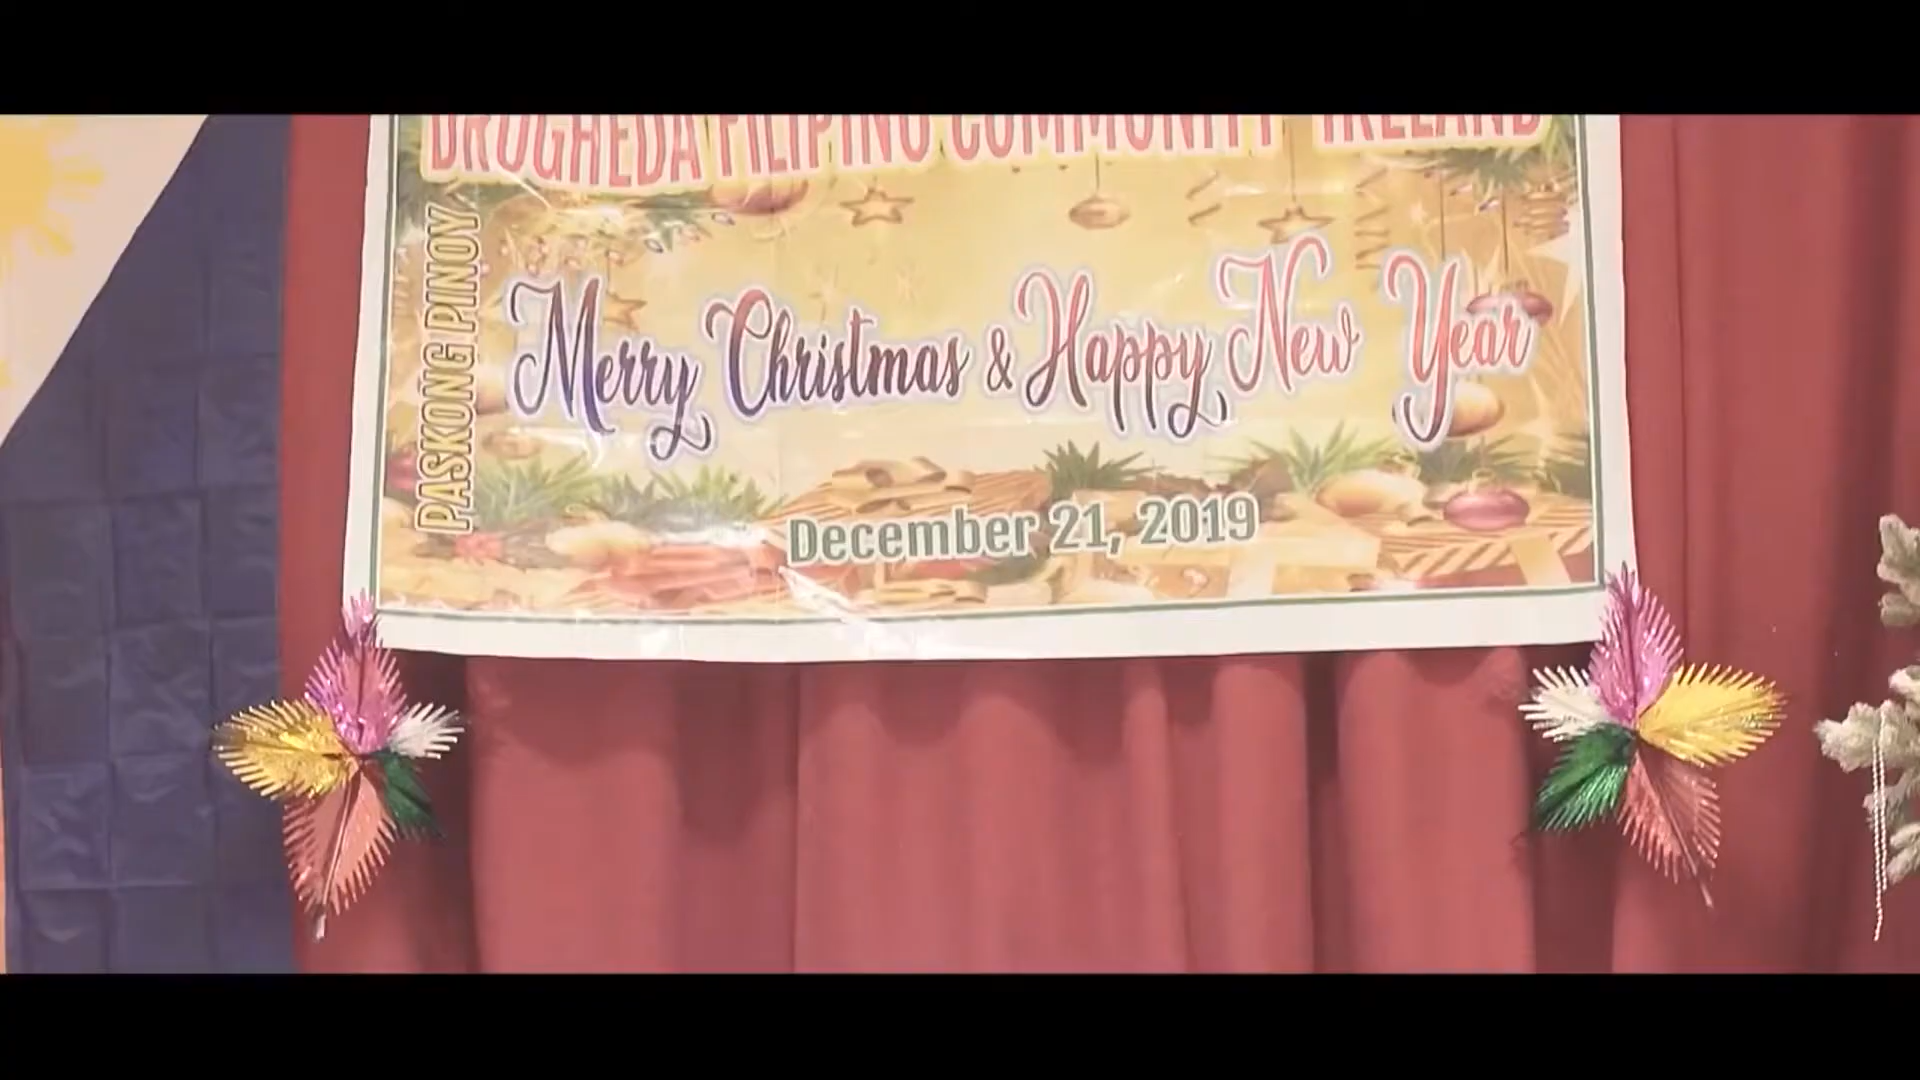 DROGHEDA FILIPINO COMMUNITY IRELAND
PASKONG PINOY
Merry Christmas & Happy New Year
December 21, 2019